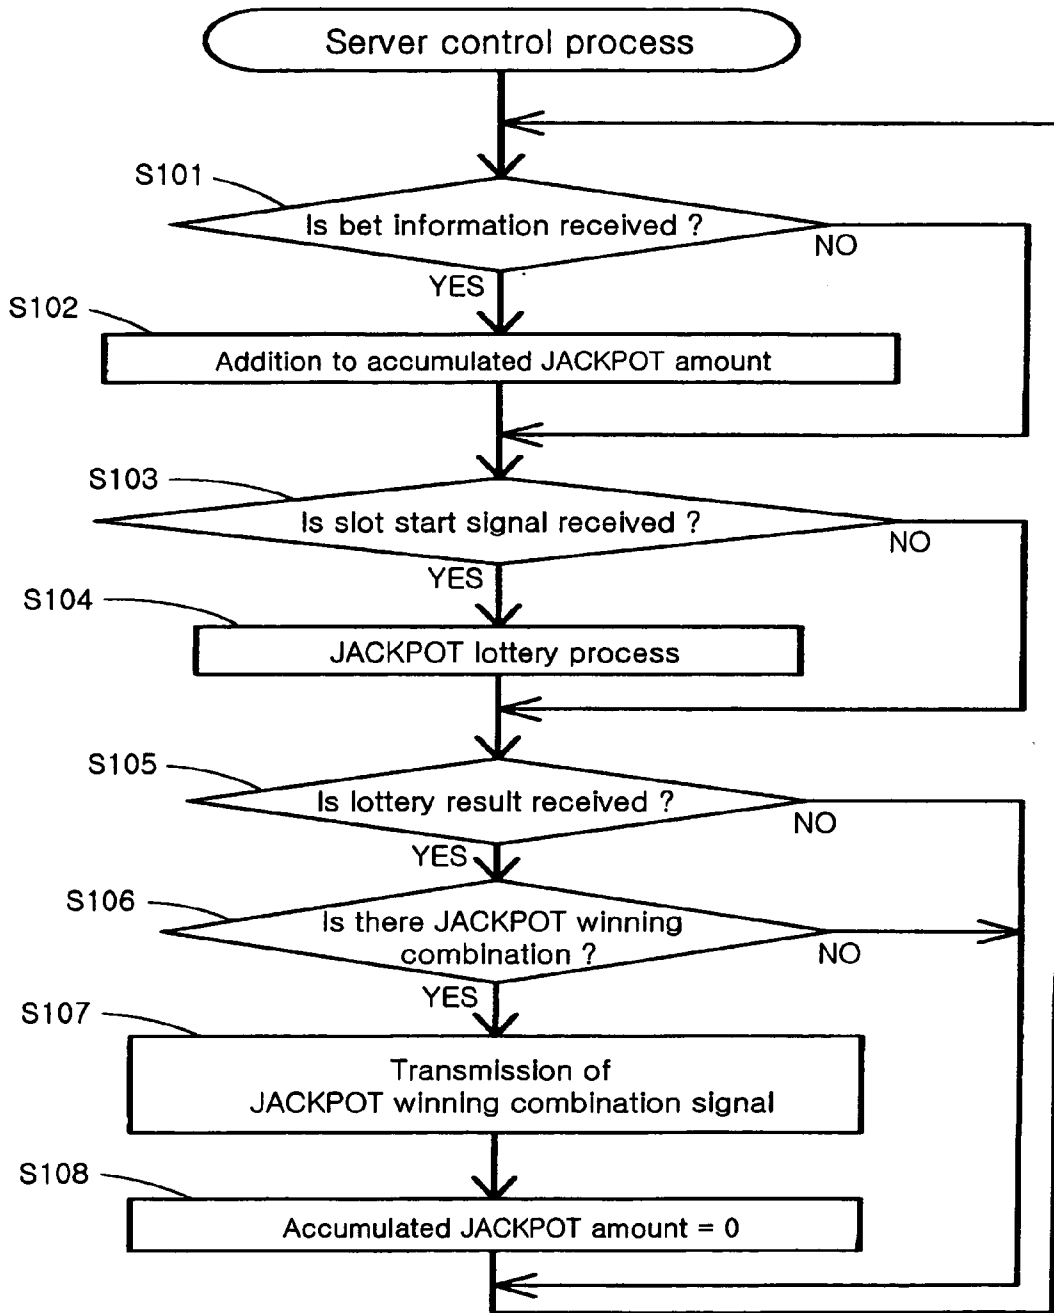 Server control process
S101
Is bet information received ?
NO
YES
S102
Addition to accumulated JACKPOT amount
S103
Is slot start signal received ?
NO
YES
S104
JACKPOT lottery process
S105
Is lottery result received ?
NO
YES
S106
Is there JACKPOT winning
combination ?
NO
YES
S107
Transmission of
JACKPOT winning combination signal
S108
Accumulated JACKPOT amount = 0